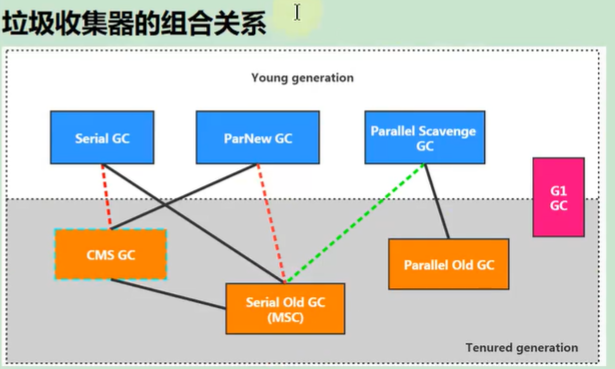 垃圾收集器的组合关系
Young generation
Serial GC
ParNew GC
Parallel Scavenge
GC
G1
GC
CMS GC
Parallel Old GC
Serial Old GC
(MSC)
Tenured generation